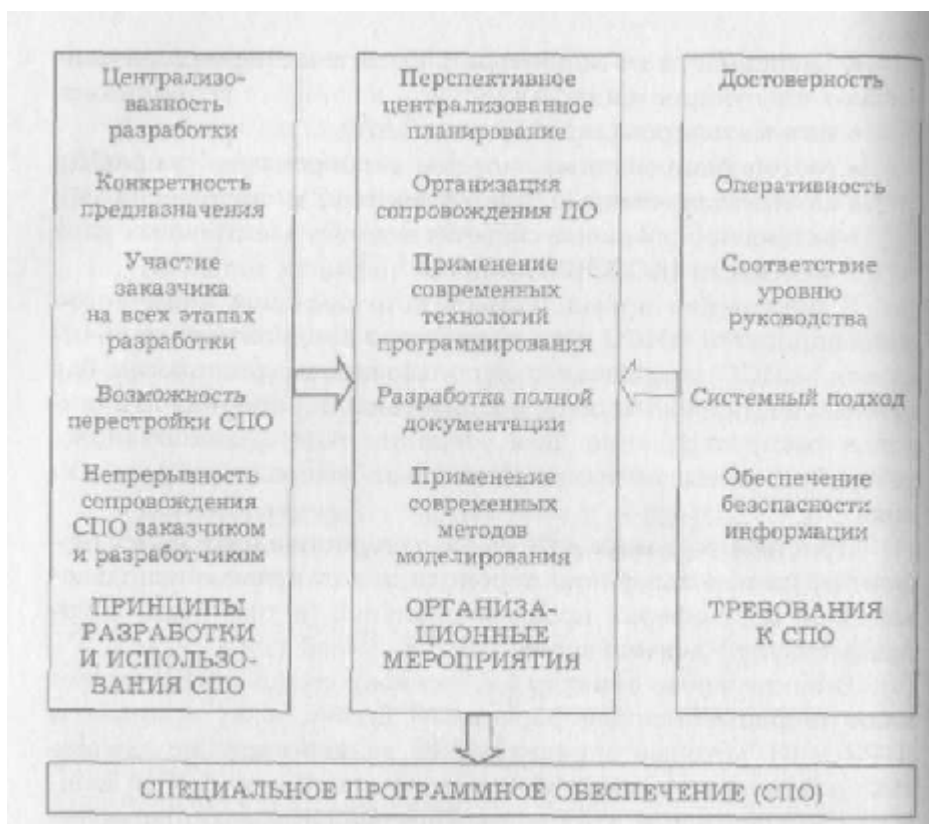 Централизо-
ванность
разработки
Конкретность
предназначения
Участие
заказчика
на всех этапах
разработки
Возможность
перестройки СПО
Непрерывность
сопровождения
СПО заказчиком
и разработчиком
ПРИНЦИПЫ
РАЗРАБОТКИ
И ИСПОЛЬЗО-
ВАНИЯ СПО
Перспективное
централизованное
планирование
Организация
сопровождения ПО
Применение
современных
технологий
программирования
Разработка полной
документации
Применение
современных
методов
моделирования
ОРГАНИЗА-
ЦИОННЫЕ
МЕРОПРИЯТИЯ
Достоверность
Оперативность
Соответствие
уровню
руководства
Системный подход
Обеспечение
безопасности
информации
ТРЕБОВАНИЯ
К СПО
СПЕЦИАЛЬНОЕ ПРОГРАММНОЕ ОБЕСПЕЧЕНИЕ (СПО)